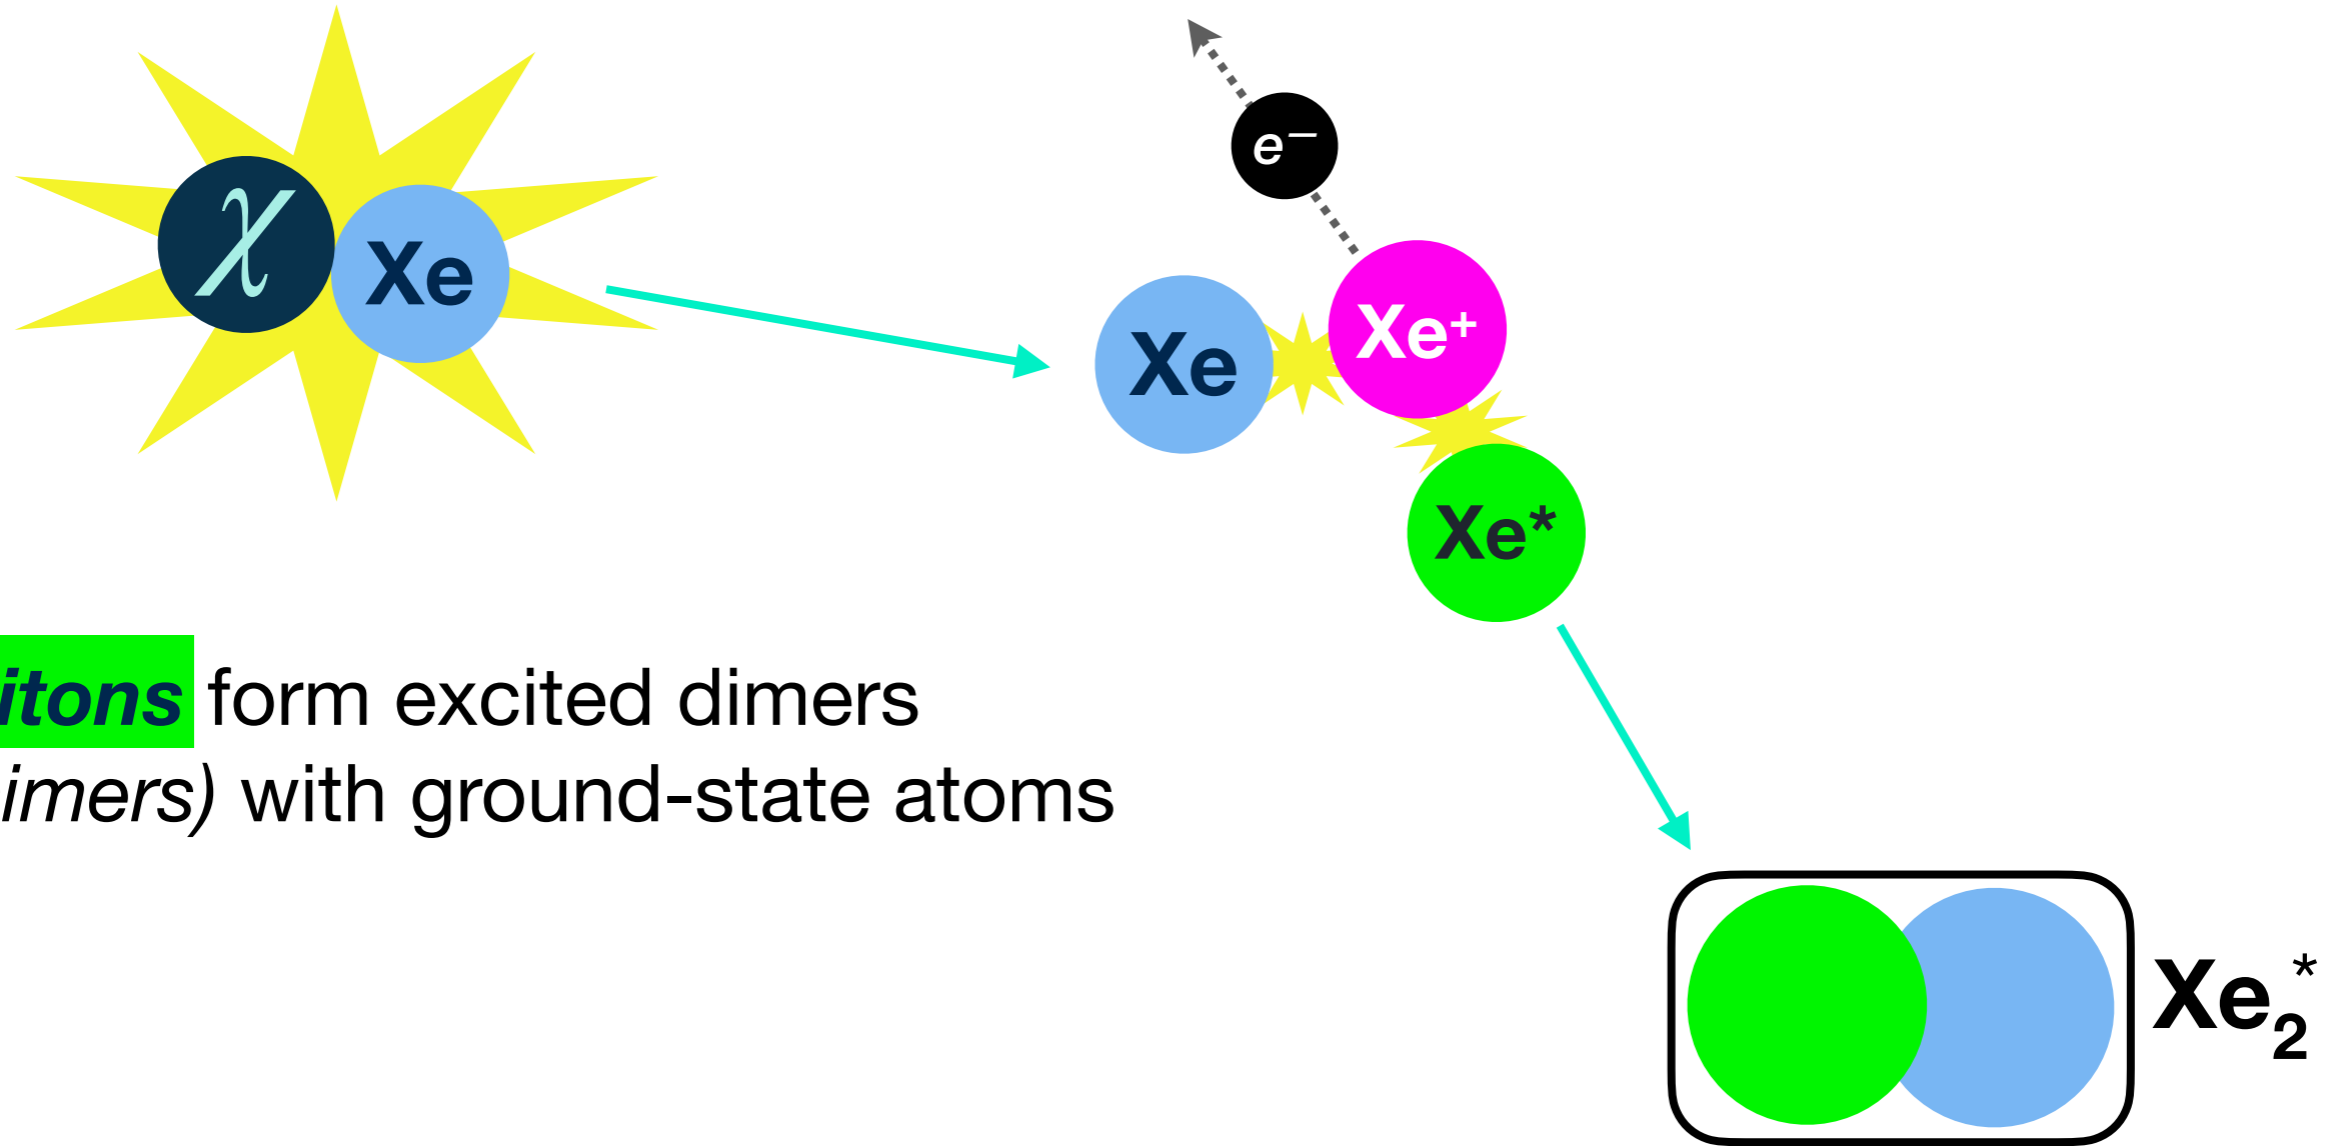 e⁻
χ
Xe
Xe⁺
Xe
Xe*
itons form excited dimers
imers) with ground-state atoms
Xe₂*